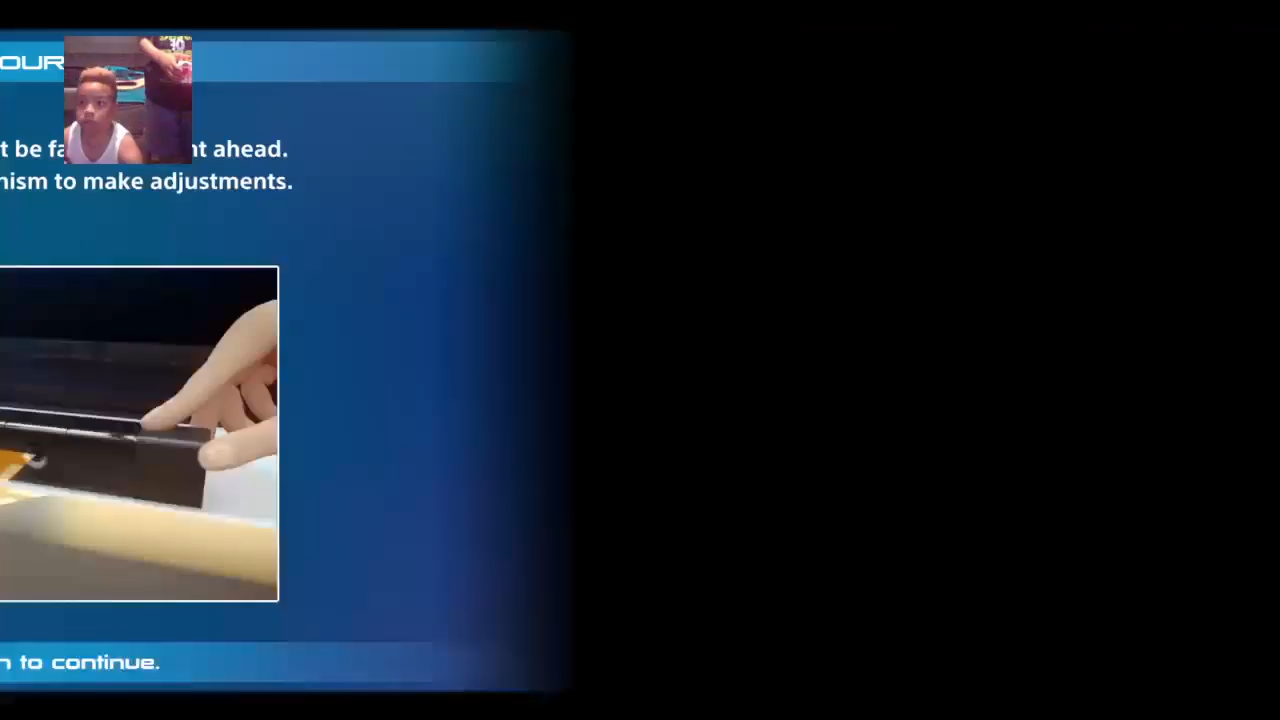 OUR
t be fa nt ahead.
nism to make adjustments.
n to continue.